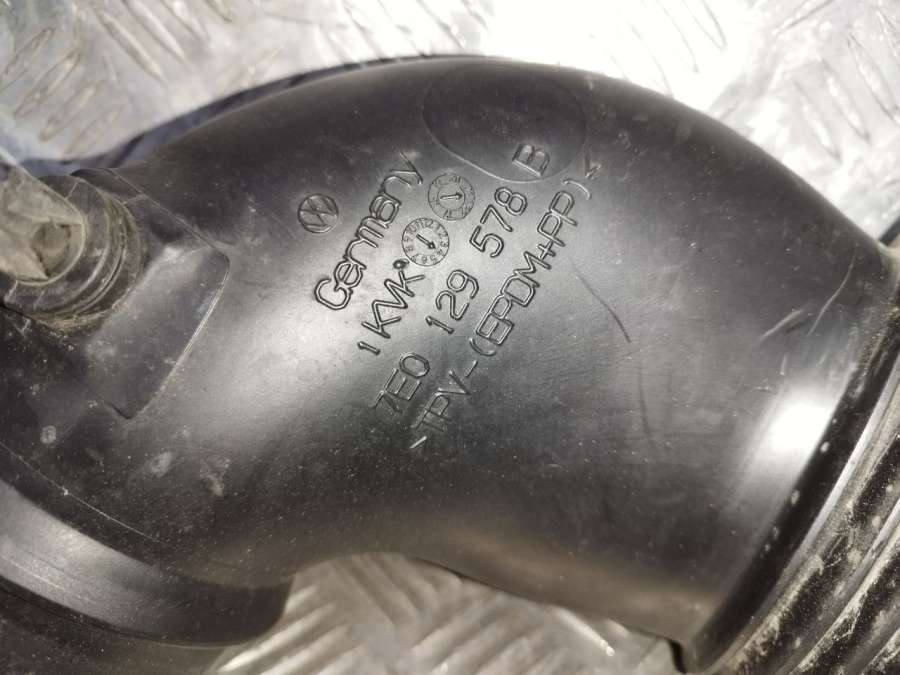 Germany
1 KVK
7E0 129 578 B
>TPV-(EPDM+PP)<